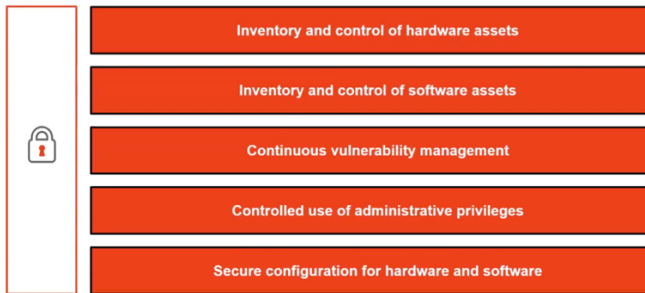 Inventory and control of hardware assets
Inventory and control of software assets
Continuous vulnerability management
Controlled use of administrative privileges
Secure configuration for hardware and software